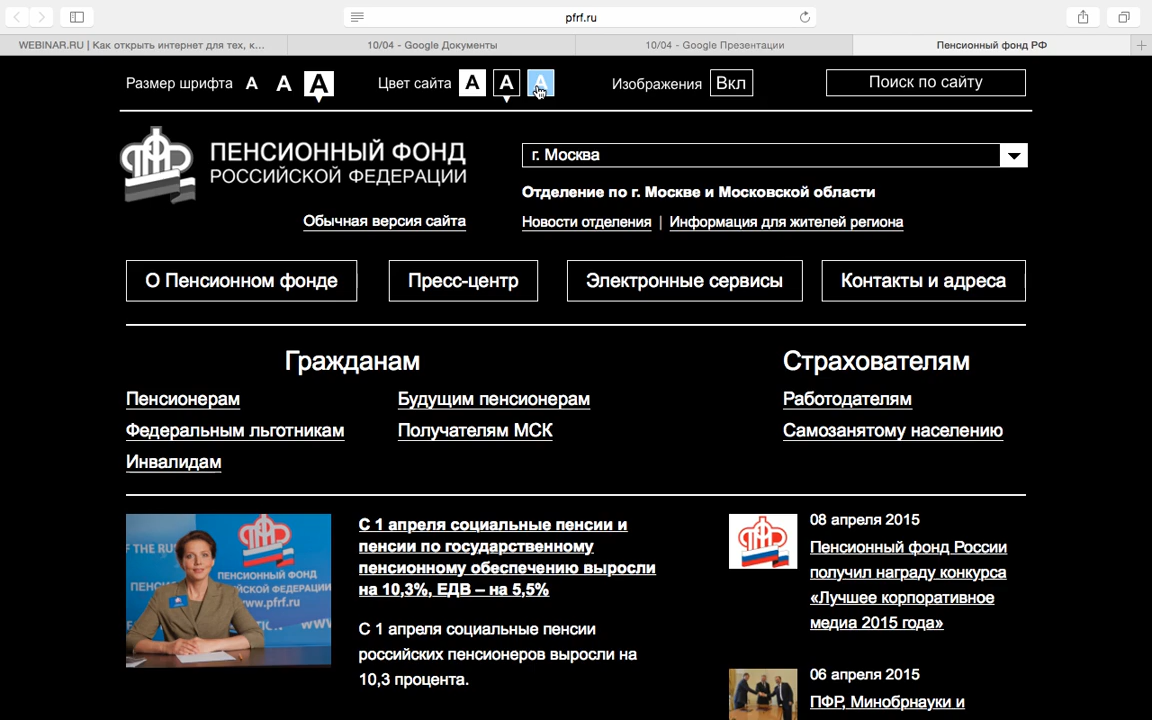 pfrf.ru
WEBINAR.RU | Как открыть интернет для тех, к...
10/04 - Google Документы
10/04 - Google Презентации
Пенсионный фонд РФ
Размер шрифта A A A
Цвет сайта A A A
Изображения Вкл
Поиск по сайту
ПЕНСИОННЫЙ ФОНД
РОССИЙСКОЙ ФЕДЕРАЦИИ
Обычная версия сайта
г. Москва
Отделение по г. Москве и Московской области
Новости отделения | Информация для жителей региона
О Пенсионном фонде
Пресс-центр
Электронные сервисы
Контакты и адреса
Гражданам
Пенсионерам
Федеральным льготникам
Инвалидам
Будущим пенсионерам
Получателям МСК
Страхователям
Работодателям
Самозанятому населению
F THE RUS
ПЕНСИОННЫЙ ФОНД
www.pfrf.ru
С 1 апреля социальные пенсии и
пенсии по государственному
пенсионному обеспечению выросли
на 10,3%, ЕДВ – на 5,5%
С 1 апреля социальные пенсии
российских пенсионеров выросли на
10,3 процента.
08 апреля 2015
Пенсионный фонд России
получил награду конкурса
«Лучшее корпоративное
медиа 2015 года»
06 апреля 2015
ПФР, Минобрнауки и